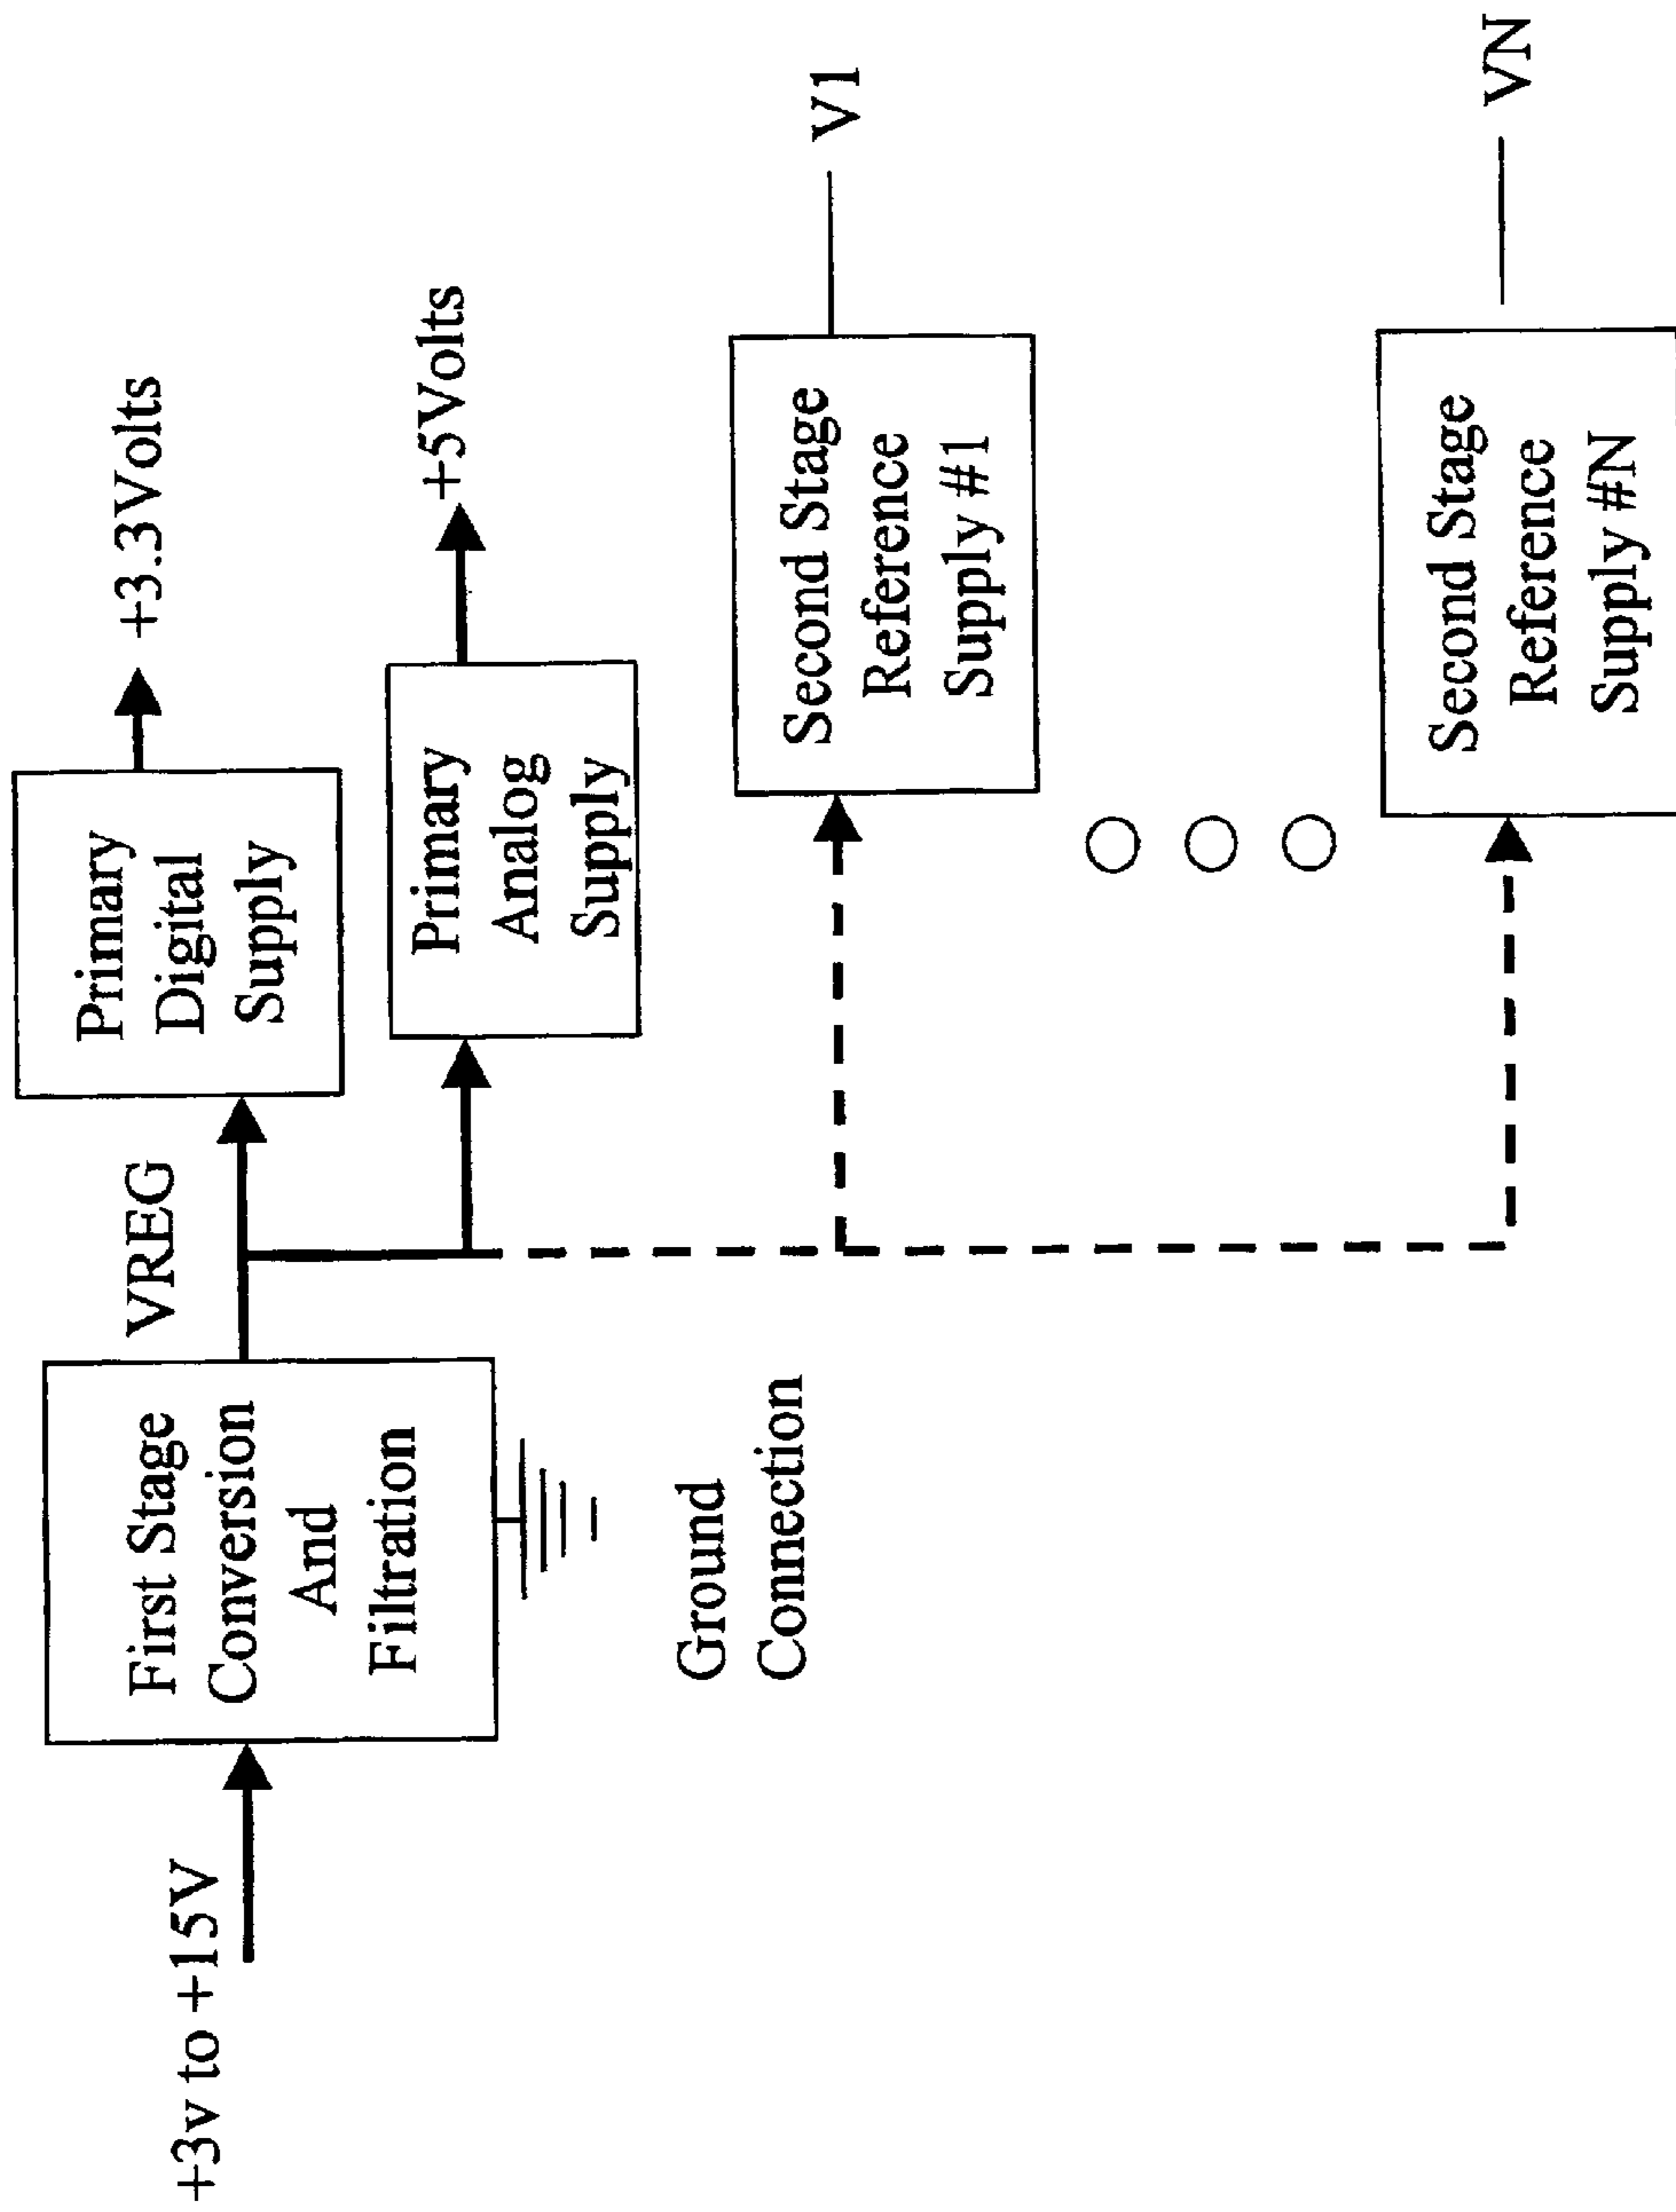 +3v to +15V
First Stage
Conversion
And
Filtration
Ground
Connection
VREG
Primary
Digital
Supply
+3.3Volts
Primary
Analog
Supply
+5Volts
Second Stage
Reference
Supply #1
V1
Second Stage
Reference
Supply #N
VN